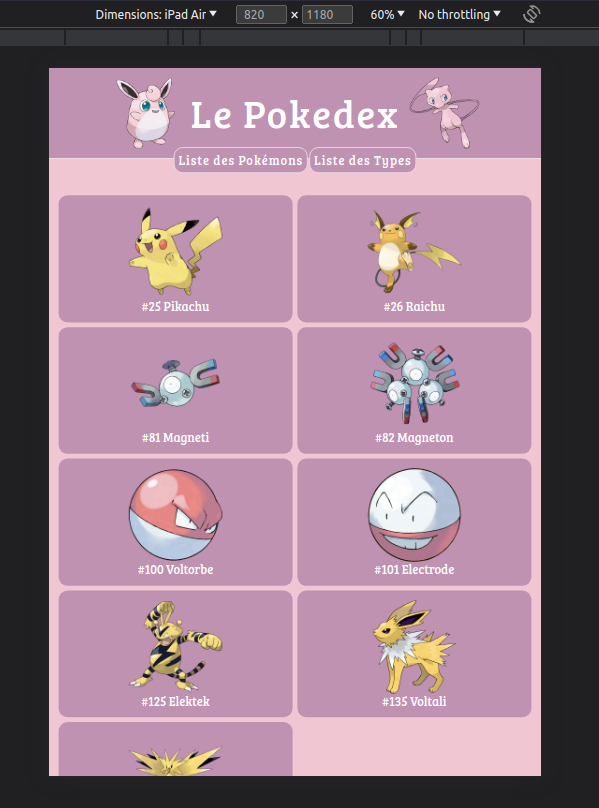 Dimensions: iPad Air 820 × 1180 60% No throttling
Le Pokedex
Liste des Pokémons Liste des Types
#25 Pikachu #26 Raichu
#81 Magneti #82 Magneton
#100 Voltorbe #101 Electrode
#125 Elektek #135 Voltali